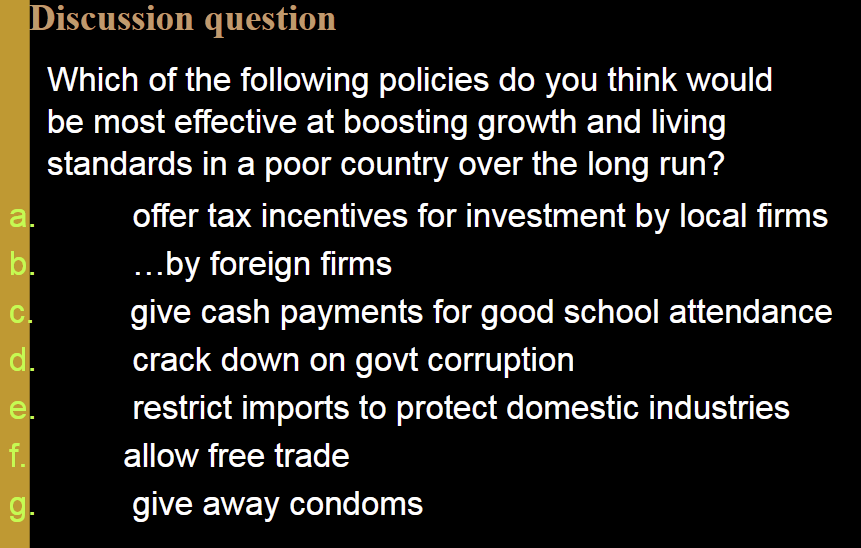 Discussion question
Which of the following policies do you think would
be most effective at boosting growth and living
standards in a poor country over the long run?
a. offer tax incentives for investment by local firms
b. …by foreign firms
c. give cash payments for good school attendance
d. crack down on govt corruption
e. restrict imports to protect domestic industries
f. allow free trade
g. give away condoms